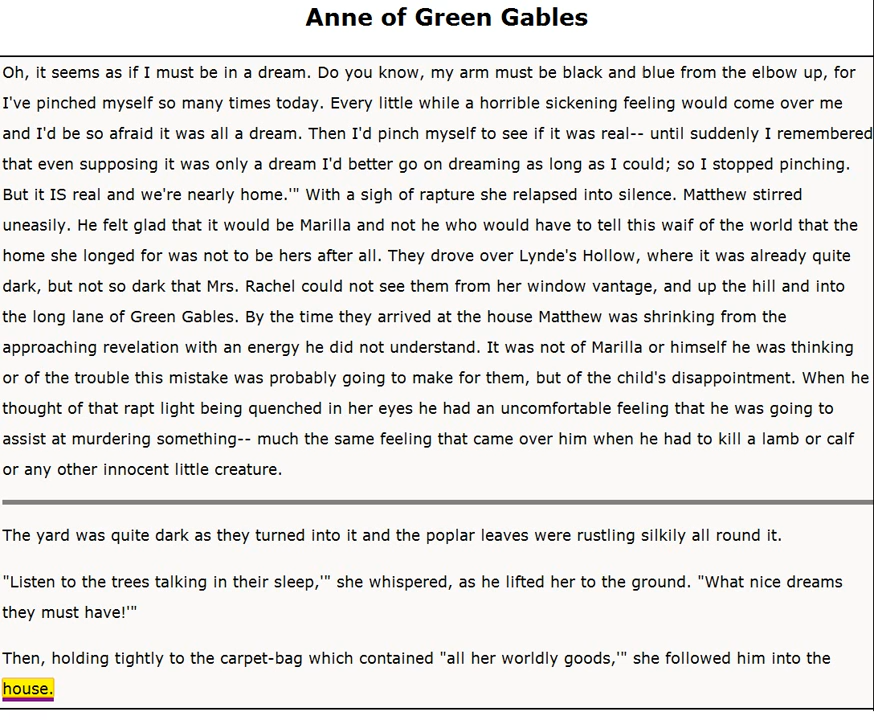 Anne of Green Gables
Oh, it seems as if I must be in a dream. Do you know, my arm must be black and blue from the elbow up, for
I've pinched myself so many times today. Every little while a horrible sickening feeling would come over me
and I'd be so afraid it was all a dream. Then I'd pinch myself to see if it was real-- until suddenly I remembered
that even supposing it was only a dream I'd better go on dreaming as long as I could; so I stopped pinching.
But it IS real and we're nearly home.'" With a sigh of rapture she relapsed into silence. Matthew stirred
uneasily. He felt glad that it would be Marilla and not he who would have to tell this waif of the world that the
home she longed for was not to be hers after all. They drove over Lynde's Hollow, where it was already quite
dark, but not so dark that Mrs. Rachel could not see them from her window vantage, and up the hill and into
the long lane of Green Gables. By the time they arrived at the house Matthew was shrinking from the
approaching revelation with an energy he did not understand. It was not of Marilla or himself he was thinking
or of the trouble this mistake was probably going to make for them, but of the child's disappointment. When he
thought of that rapt light being quenched in her eyes he had an uncomfortable feeling that he was going to
assist at murdering something-- much the same feeling that came over him when he had to kill a lamb or calf
or any other innocent little creature.
The yard was quite dark as they turned into it and the poplar leaves were rustling silkily all round it.
"Listen to the trees talking in their sleep,'" she whispered, as he lifted her to the ground. "What nice dreams
they must have!'"
Then, holding tightly to the carpet-bag which contained "all her worldly goods,'" she followed him into the
house.